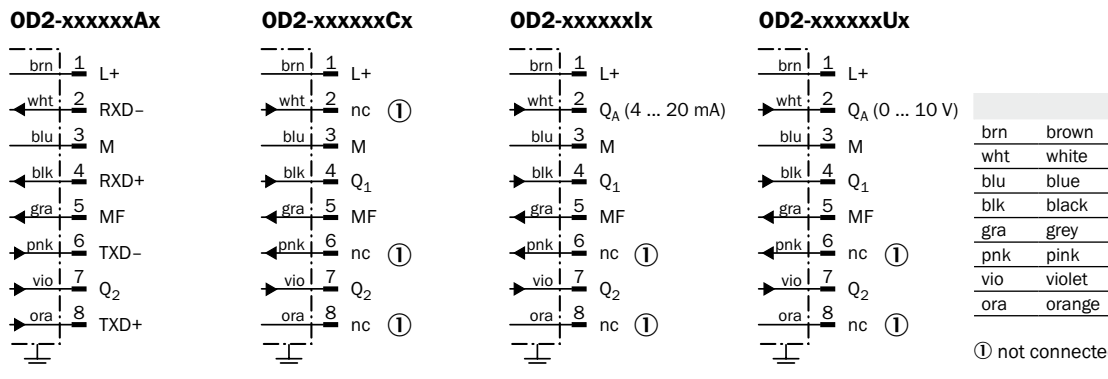 OD2-xxxxxxAx
brn 1 L+
wht 2 RXD–
blu 3 M
blk 4 RXD+
gra 5 MF
pnk 6 TXD–
vio 7 Q2
ora 8 TXD+
OD2-xxxxxxCx
brn 1 L+
wht 2 nc ①
blu 3 M
blk 4 Q1
gra 5 MF
pnk 6 nc ①
vio 7 Q2
ora 8 nc ①
OD2-xxxxxxIx
brn 1 L+
wht 2 QA (4 ... 20 mA)
blu 3 M
blk 4 Q1
gra 5 MF
pnk 6 nc ①
vio 7 Q2
ora 8 nc ①
OD2-xxxxxxUx
brn 1 L+
wht 2 QA (0 ... 10 V)
blu 3 M
blk 4 Q1
gra 5 MF
pnk 6 nc ①
vio 7 Q2
ora 8 nc ①
brn brown
wht white
blu blue
blk black
gra grey
pnk pink
vio violet
ora orange
① not connecte